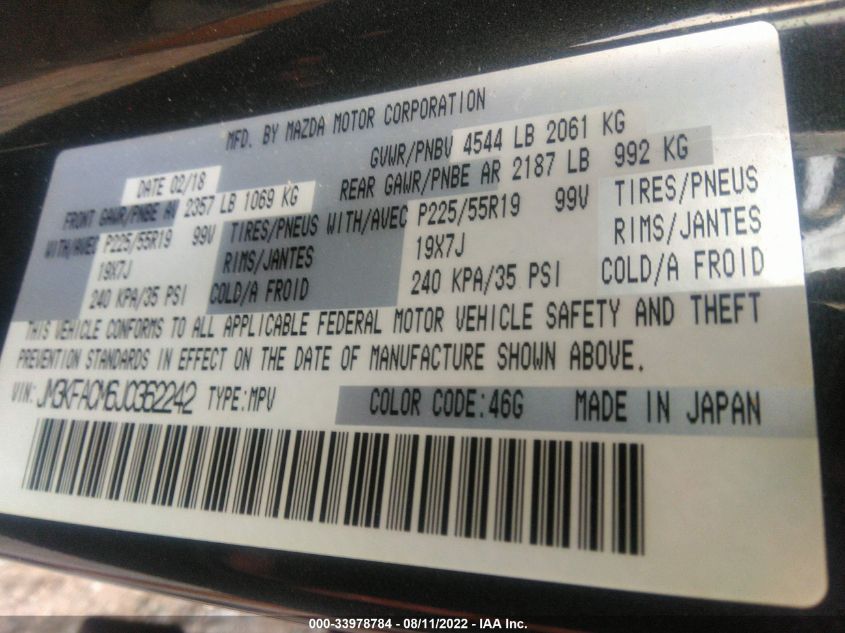 MFD. BY MAZDA MOTOR CORPORATION
DATE 02/18 GVWR/PNBV 4544 LB 2061 KG
FRONT GAWR/PNBE AV 2357 LB 1069 KG REAR GAWR/PNBE AR 2187 LB 992 KG
WITH/AVEC P225/55R19 99V TIRES/PNEUS WITH/AVEC P225/55R19 99V TIRES/PNEUS
19X7J RIMS/JANTES 19X7J RIMS/JANTES
240 KPA/35 PSI COLD/A FROID 240 KPA/35 PSI COLD/A FROID
THIS VEHICLE CONFORMS TO ALL APPLICABLE FEDERAL MOTOR VEHICLE SAFETY AND THEFT
PREVENTION STANDARDS IN EFFECT ON THE DATE OF MANUFACTURE SHOWN ABOVE.
VIN: JM3KFACM6J0362242 TYPE:MPV COLOR CODE:46G MADE IN JAPAN
000-33978784 - 08/11/2022 - IAA Inc.